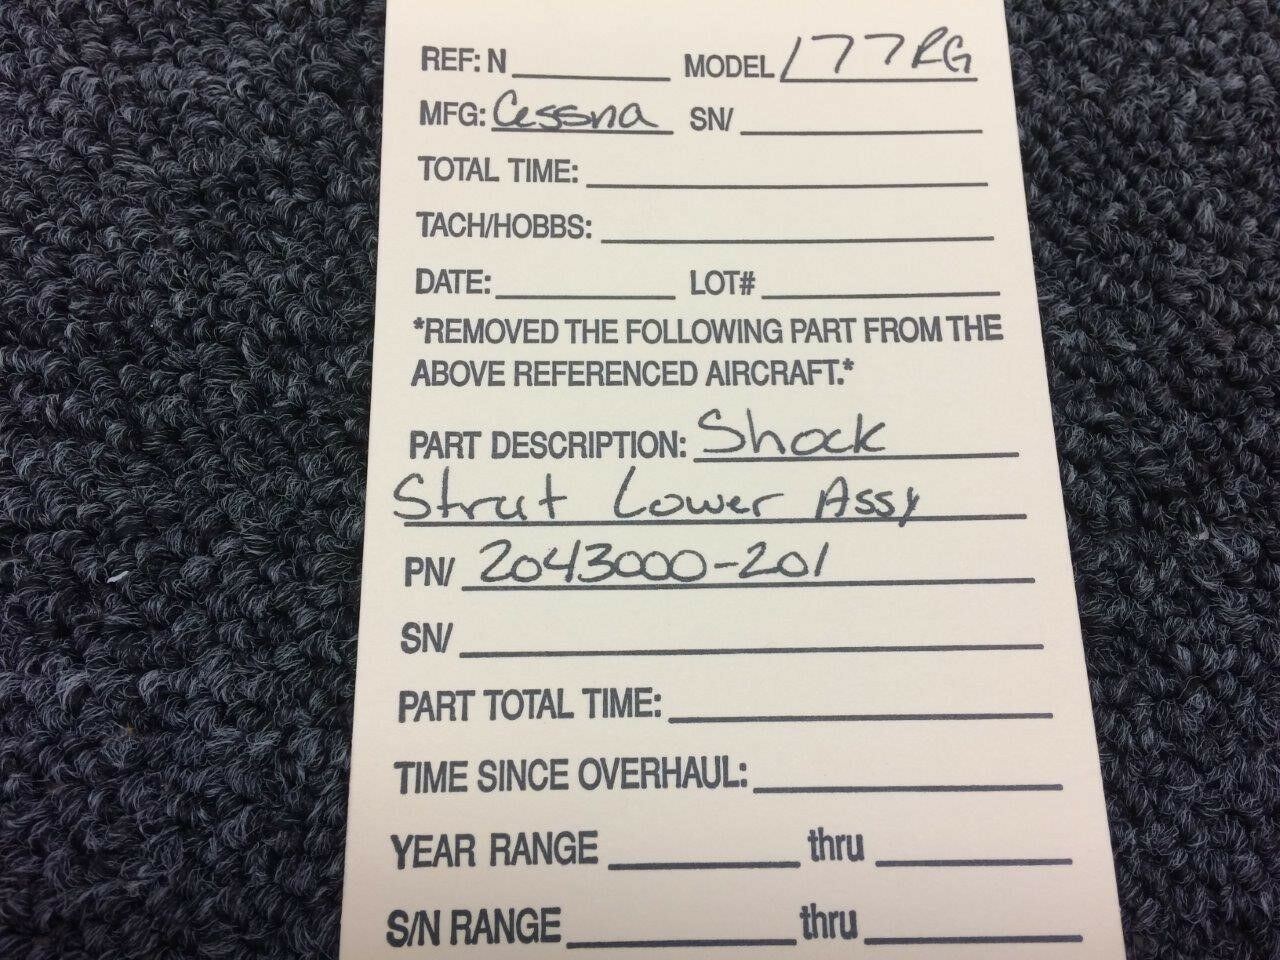 REF: N MODEL 177RG
MFG: Cessna SN/
TOTAL TIME:
TACH/HOBBS:
DATE: LOT#
*REMOVED THE FOLLOWING PART FROM THE
ABOVE REFERENCED AIRCRAFT.*
PART DESCRIPTION: Shock
Strut Lower Assy
PN/ 2043000-201
SN/
PART TOTAL TIME:
TIME SINCE OVERHAUL:
YEAR RANGE thru
S/N RANGE thru